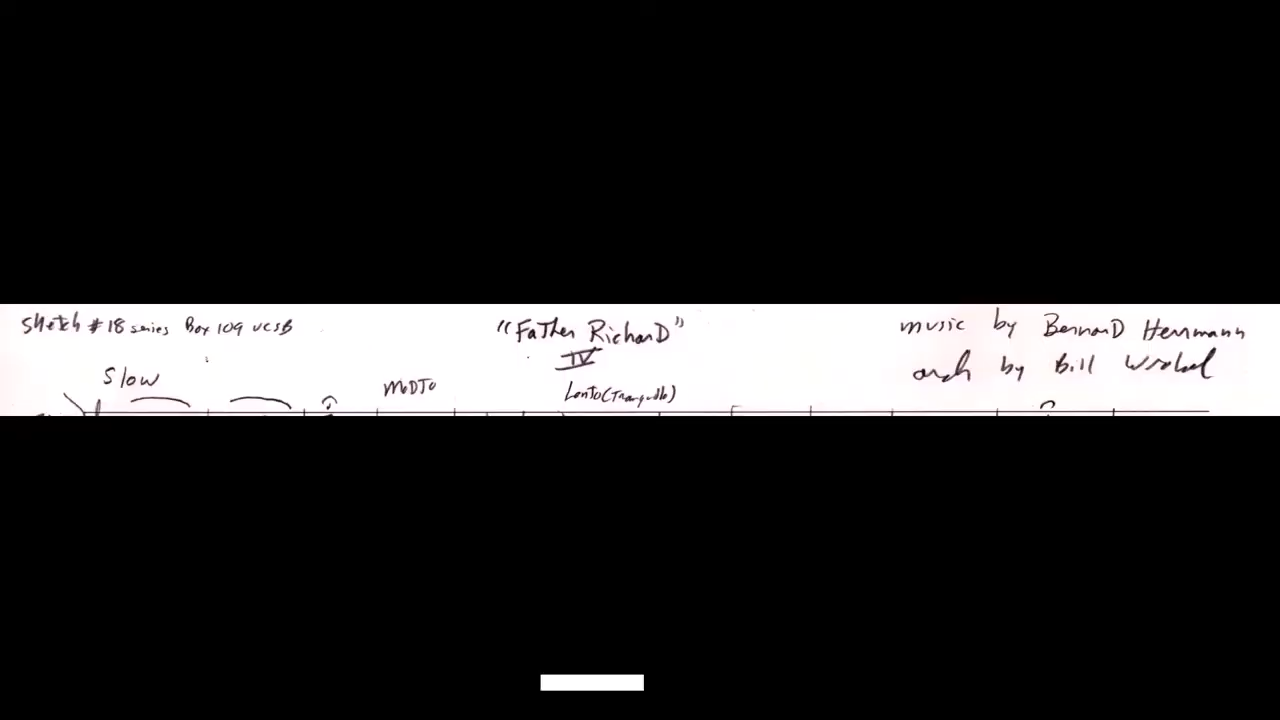 Sketch #18 series Box 109 UCSB
"Father Richard"
IV
music by Bernard Herrmann
orch by Bill Wrobel
Slow
Modto
Lento (Tranquillo)